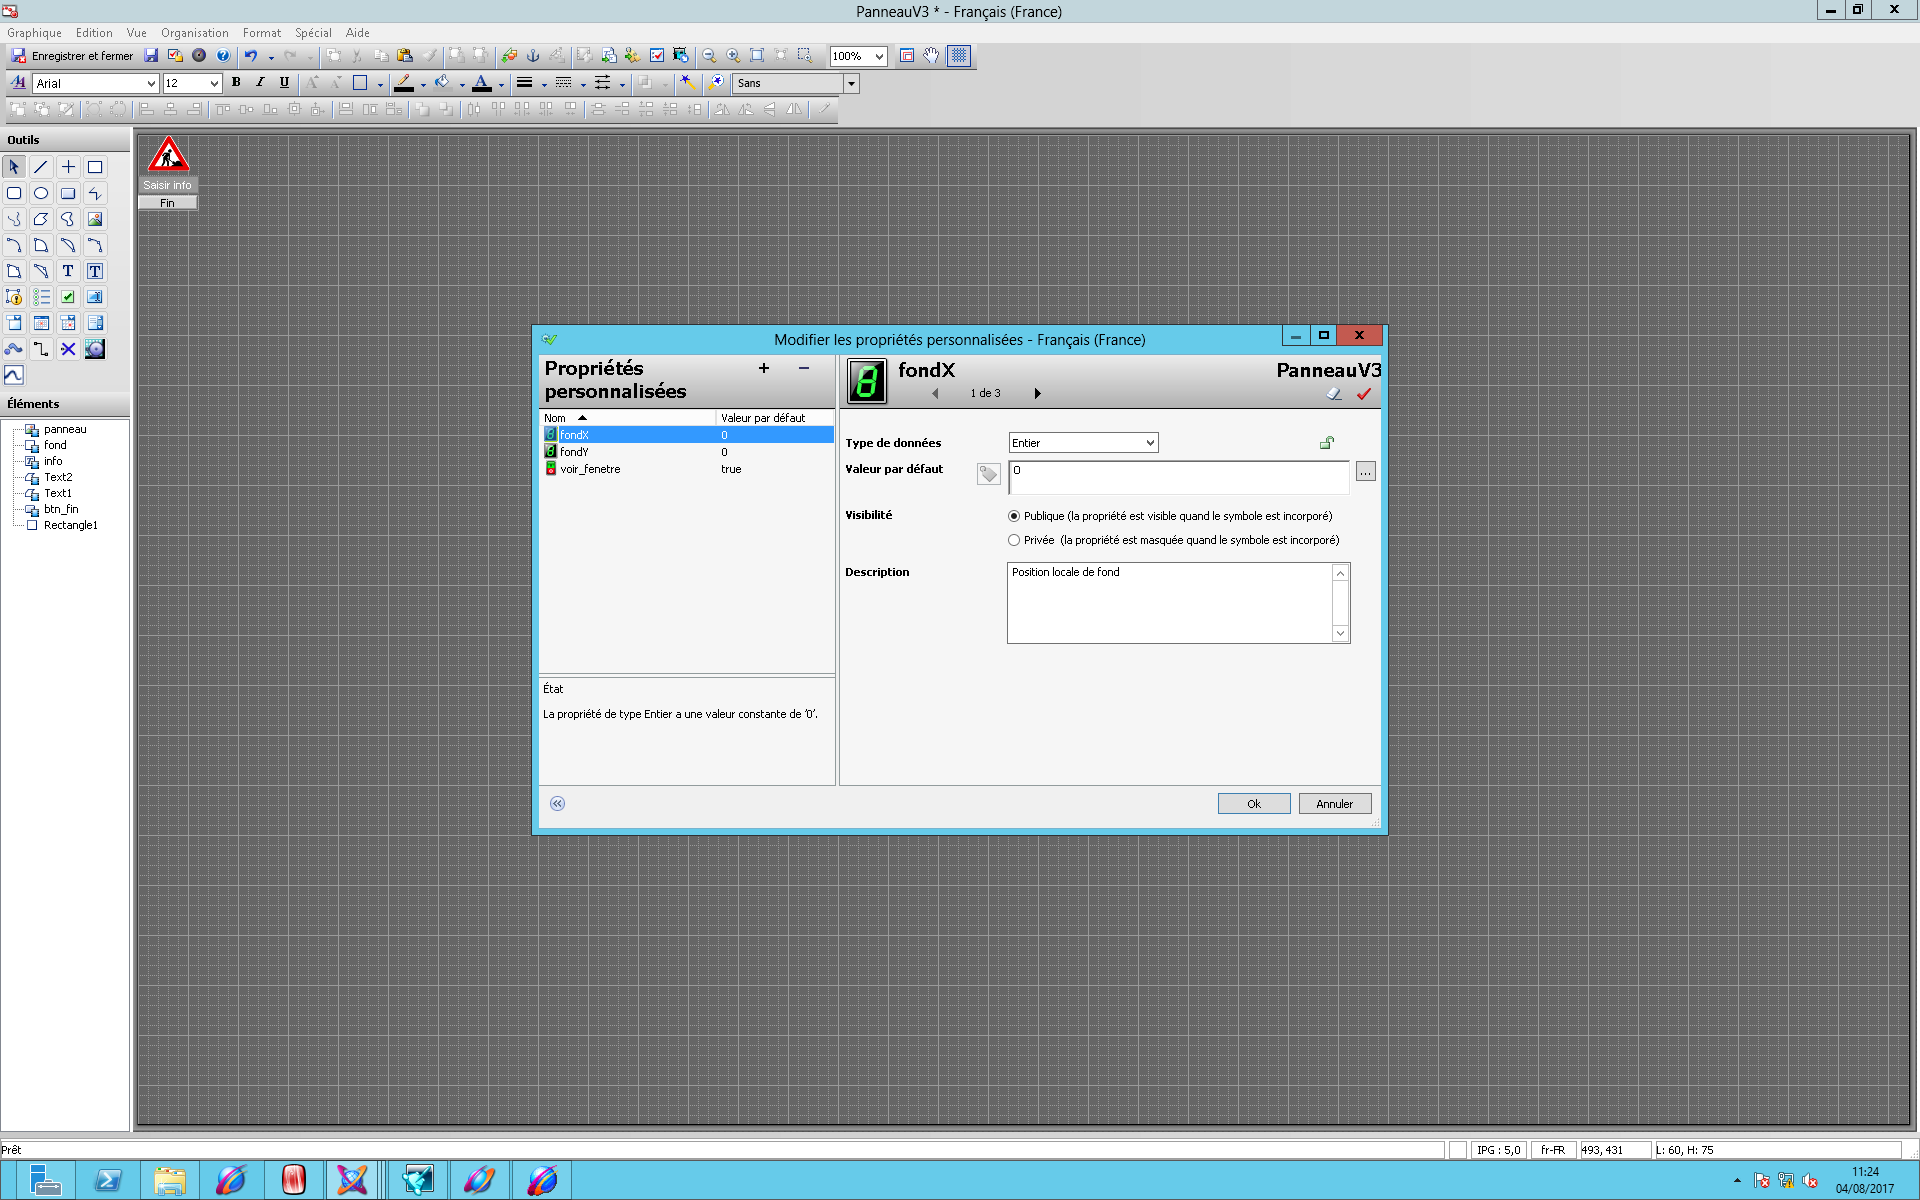 PanneauV3 * - Français (France)
Graphique Edition Vue Organisation Format Spécial Aide
Enregistrer et fermer 100%
Arial 12 B I U Sans
Outils
Saisir info
Fin
Éléments
panneau
fond
info
Text2
Text1
btn_fin
Rectangle1
Modifier les propriétés personnalisées - Français (France)
Propriétés
personnalisées
+ −
Nom Valeur par défaut
fondX 0
fondY 0
voir_fenetre true
État
La propriété de type Entier a une valeur constante de '0'.
fondX
PanneauV3
1 de 3
Type de données Entier
Valeur par défaut 0 ...
Visibilité
Publique (la propriété est visible quand le symbole est incorporé)
Privée (la propriété est masquée quand le symbole est incorporé)
Description Position locale de fond
Ok Annuler
Prêt IPG : 5,0 fr-FR 493, 431 L: 60, H: 75
11:24
04/08/2017